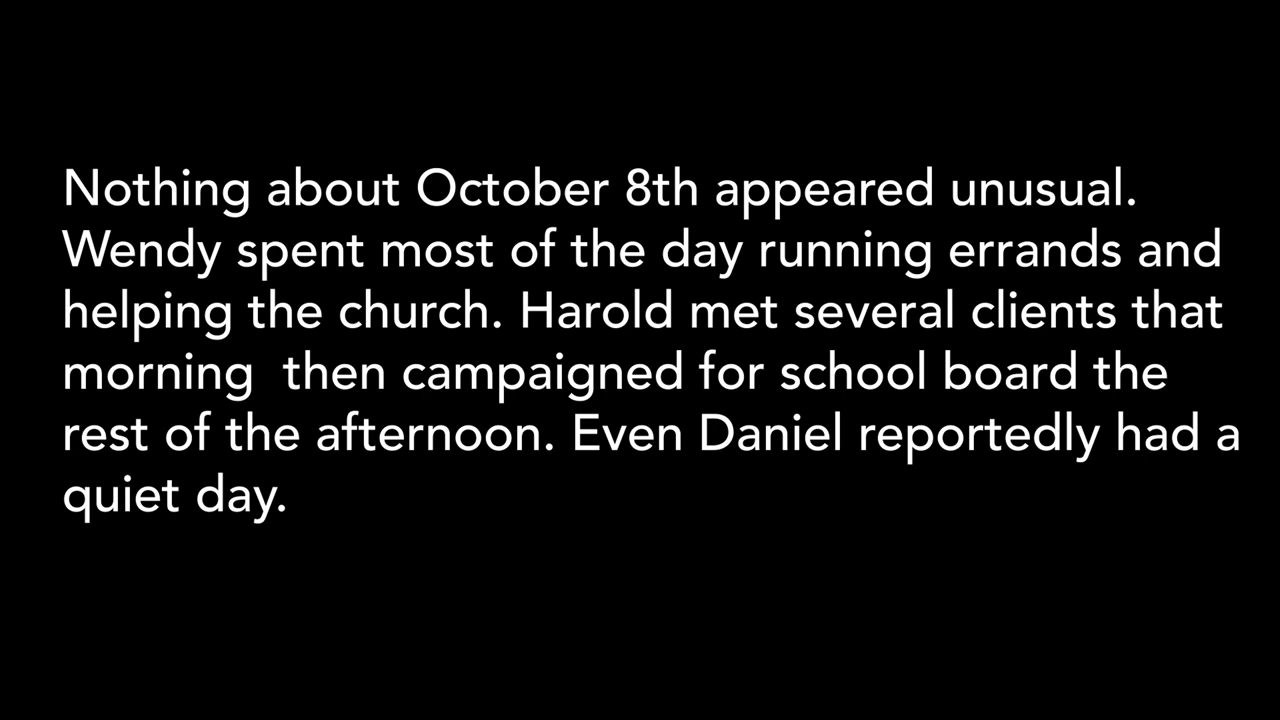 Nothing about October 8th appeared unusual.
Wendy spent most of the day running errands and
helping the church. Harold met several clients that
morning  then campaigned for school board the
rest of the afternoon. Even Daniel reportedly had a
quiet day.